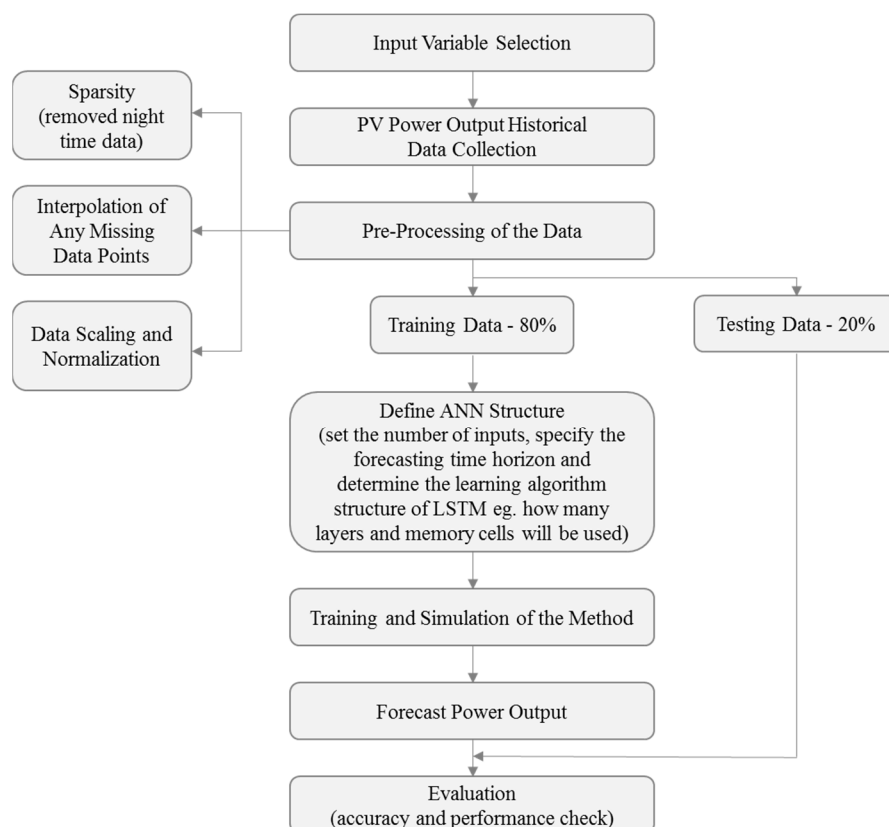 Input Variable Selection
PV Power Output Historical
Data Collection
Pre-Processing of the Data
Sparsity
(removed night
time data)
Interpolation of
Any Missing
Data Points
Data Scaling and
Normalization
Training Data - 80%
Testing Data - 20%
Define ANN Structure
(set the number of inputs, specify the
forecasting time horizon and
determine the learning algorithm
structure of LSTM eg. how many
layers and memory cells will be used)
Training and Simulation of the Method
Forecast Power Output
Evaluation
(accuracy and performance check)